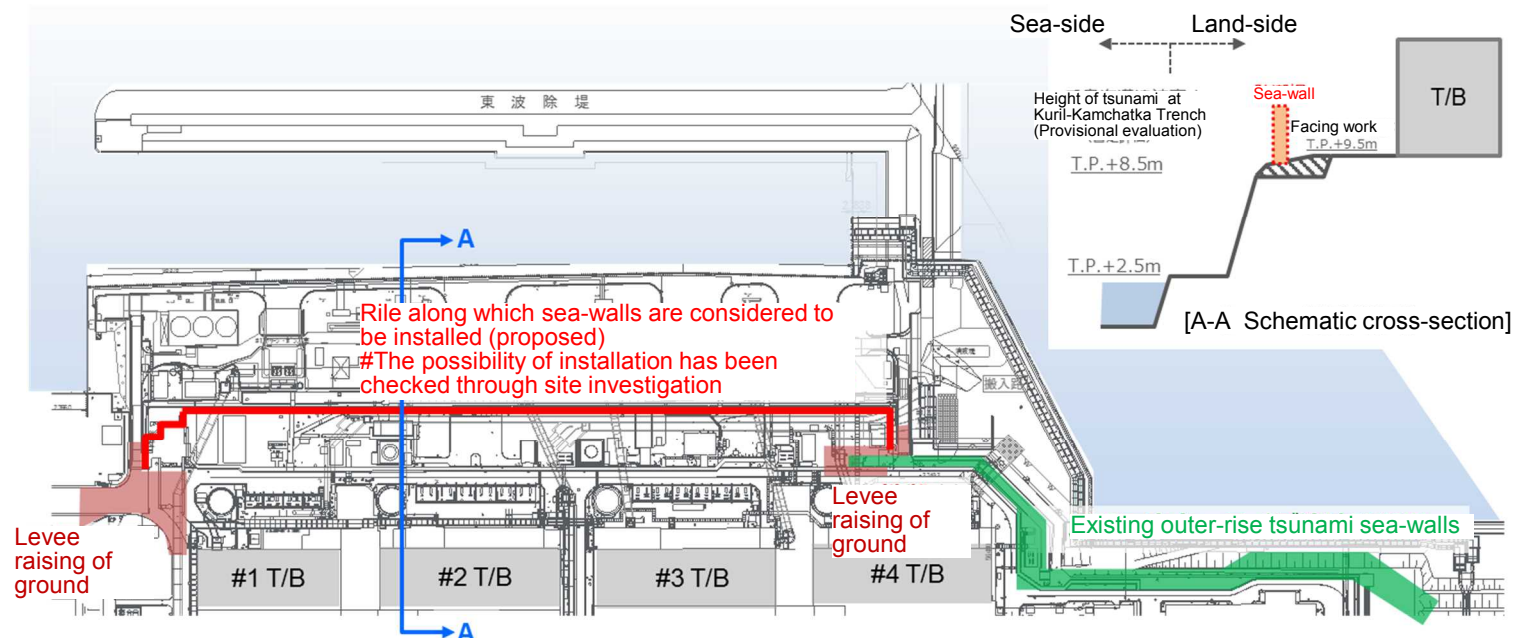 Sea-side
Land-side
Height of tsunami at
Kuril-Kamchatka Trench
(Provisional evaluation)
T.P.+8.5m
T.P.+2.5m
Sea-wall
Facing work
T.P.+9.5m
T/B
[A-A Schematic cross-section]
東波除堤
A
Rile along which sea-walls are considered to
be installed (proposed)
#The possibility of installation has been
checked through site investigation
搬入路
Levee
raising of
ground
Levee
raising of
ground
Existing outer-rise tsunami sea-walls
#1 T/B
#2 T/B
#3 T/B
#4 T/B
A